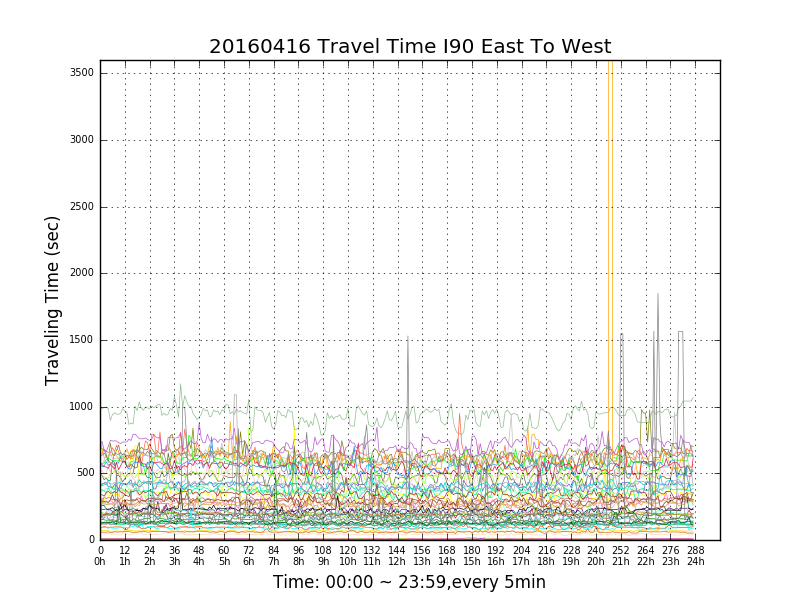 20160416 Travel Time I90 East To West
Traveling Time (sec)
3500
3000
2500
2000
1500
1000
500
0
0 12 24 36 48 60 72 84 96 108 120 132 144 156 168 180 192 204 216 228 240 252 264 276 288
0h 1h 2h 3h 4h 5h 6h 7h 8h 9h 10h 11h 12h 13h 14h 15h 16h 17h 18h 19h 20h 21h 22h 23h 24h
Time: 00:00 ~ 23:59,every 5min